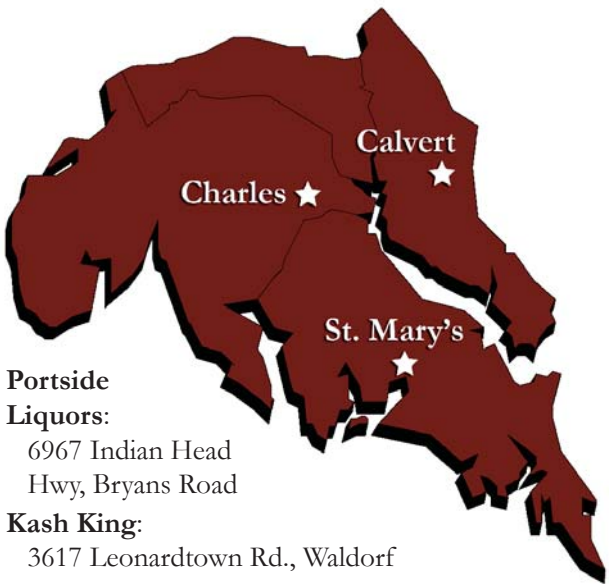 Calvert
Charles
St. Mary's
Portside
Liquors:
6967 Indian Head
Hwy, Bryans Road
Kash King:
3617 Leonardtown Rd., Waldorf